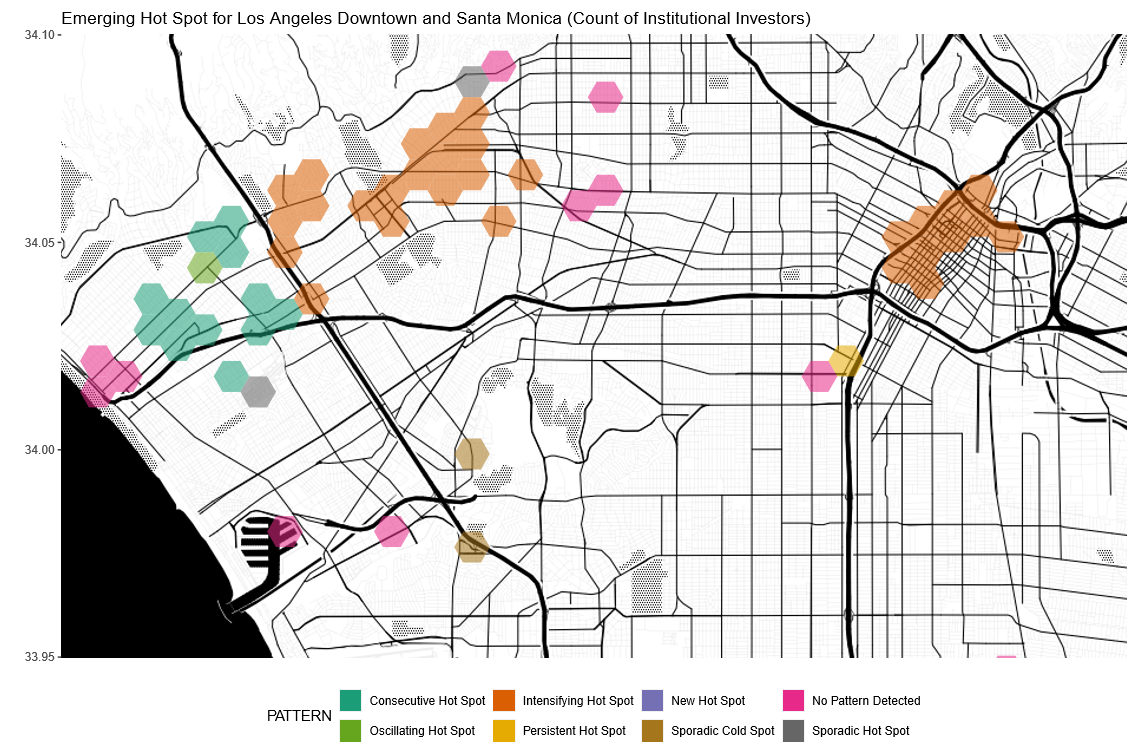 Emerging Hot Spot for Los Angeles Downtown and Santa Monica (Count of Institutional Investors)
34.10
34.05
34.00
33.95
PATTERN
Consecutive Hot Spot Intensifying Hot Spot New Hot Spot No Pattern Detected
Oscillating Hot Spot Persistent Hot Spot Sporadic Cold Spot Sporadic Hot Spot